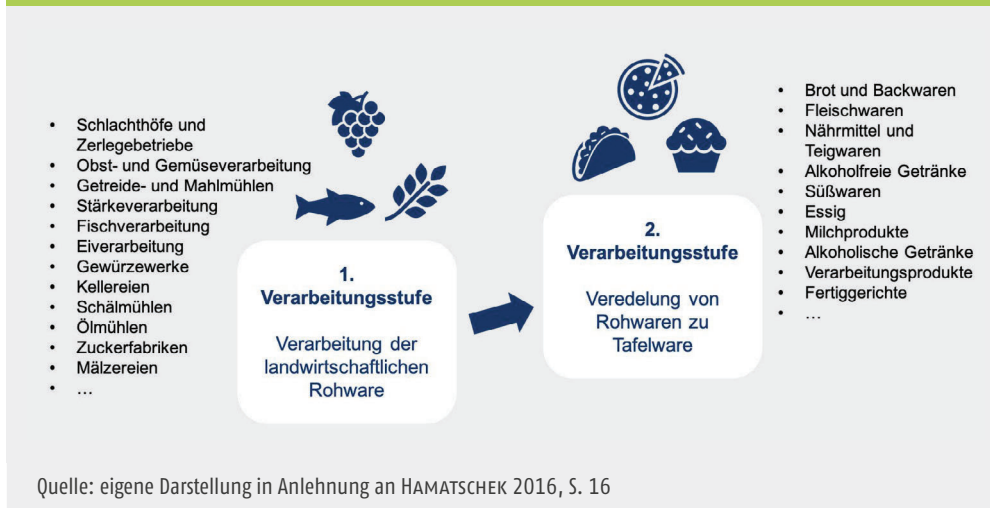 • Schlachthöfe und
Zerlegebetriebe
• Obst- und Gemüseverarbeitung
• Getreide- und Mahlmühlen
• Stärkeverarbeitung
• Fischverarbeitung
• Eiverarbeitung
• Gewürzewerke
• Kellereien
• Schälmühlen
• Ölmühlen
• Zuckerfabriken
• Mälzereien
• …
1.
Verarbeitungsstufe
Verarbeitung der
landwirtschaftlichen
Rohware
2.
Verarbeitungsstufe
Veredelung von
Rohwaren zu
Tafelware
• Brot und Backwaren
• Fleischwaren
• Nährmittel und
Teigwaren
• Alkoholfreie Getränke
• Süßwaren
• Essig
• Milchprodukte
• Alkoholische Getränke
• Verarbeitungsprodukte
• Fertiggerichte
• …
Quelle: eigene Darstellung in Anlehnung an HAMATSCHEK 2016, S. 16